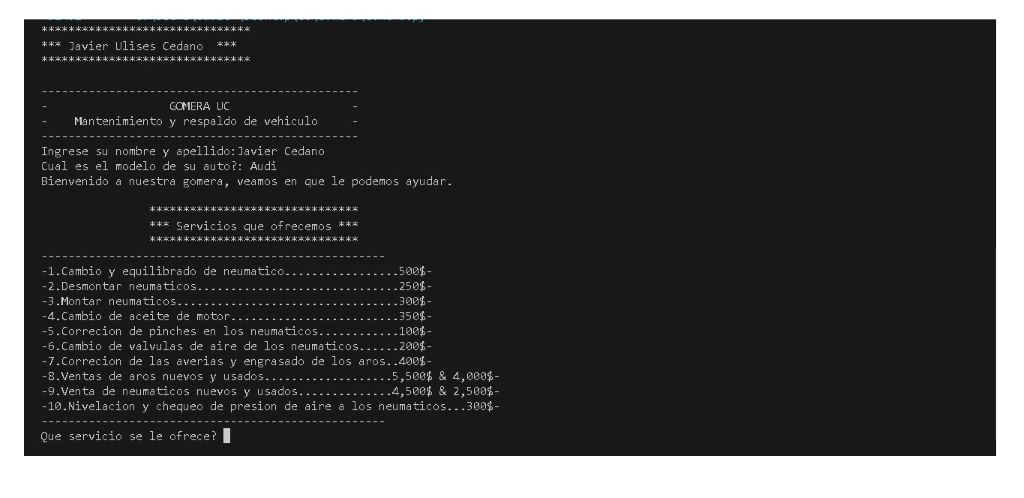 *******************************
*** Javier Ulises Cedano  ***
*******************************
-----------------------------------------------
-                  GOMERA UC                  -
-    Mantenimiento y respaldo de vehiculo     -
-----------------------------------------------
Ingrese su nombre y apellido:Javier Cedano
Cual es el modelo de su auto?: Audi
Bienvenido a nuestra gomera, veamos en que le podemos ayudar.
*******************************
*** Servicios que ofrecemos ***
*******************************
---------------------------------------------------
-1.Cambio y equilibrado de neumatico.................500$-
-2.Desmontar neumaticos..............................250$-
-3.Montar neumaticos.................................300$-
-4.Cambio de aceite de motor.........................350$-
-5.Correcion de pinches en los neumaticos............100$-
-6.Cambio de valvulas de aire de los neumaticos......200$-
-7.Correcion de las averias y engrasado de los aros..400$-
-8.Ventas de aros nuevos y usados...................5,500$ & 4,000$-
-9.Venta de neumaticos nuevos y usados..............4,500$ & 2,500$-
-10.Nivelacion y chequeo de presion de aire a los neumaticos...300$-
---------------------------------------------------
Que servicio se le ofrece?